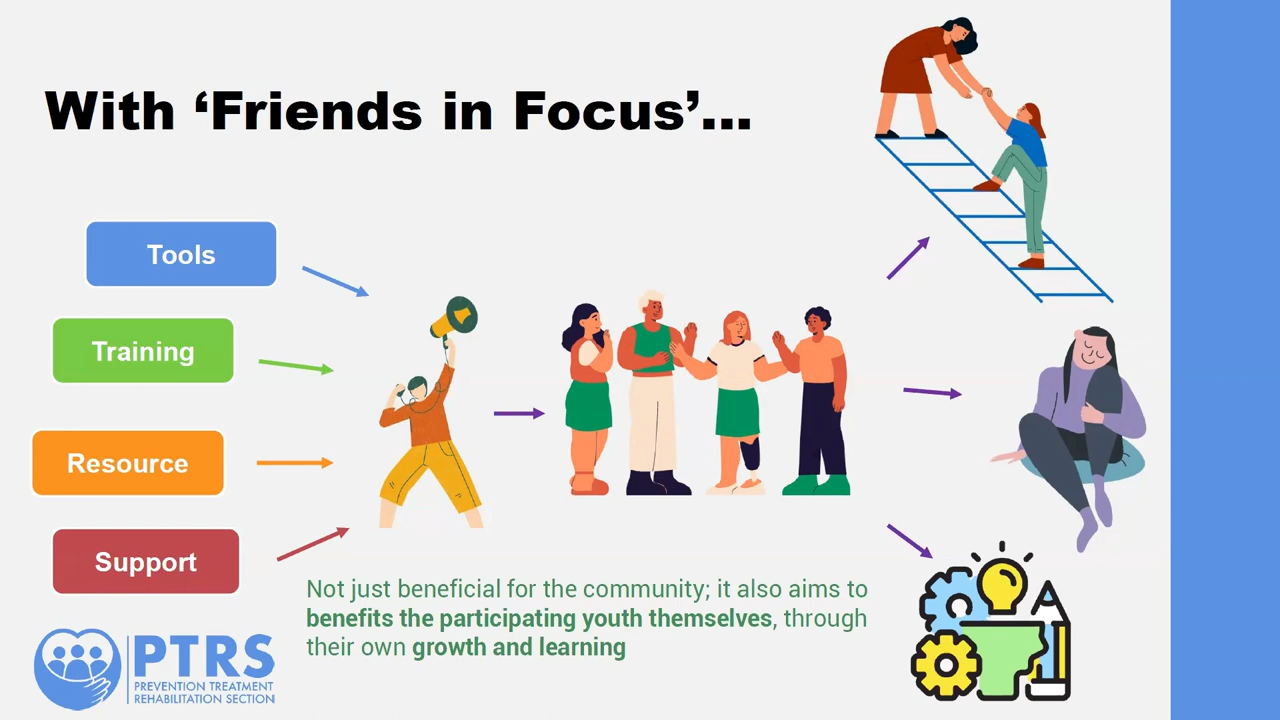 With ‘Friends in Focus’...
Tools
Training
Resource
Support
Not just beneficial for the community; it also aims to
benefits the participating youth themselves, through
their own growth and learning
PTRS
PREVENTION TREATMENT
REHABILITATION SECTION